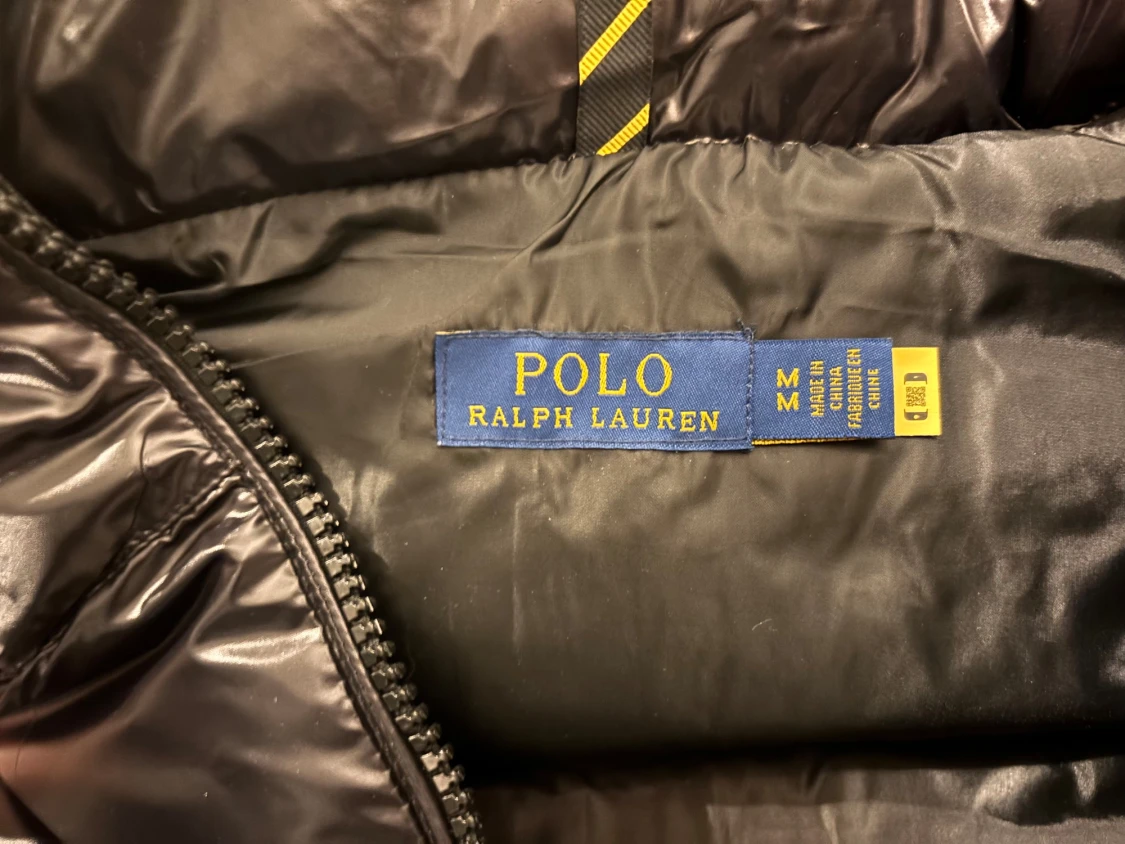 POLO
RALPH LAUREN
M
M
MADE IN
CHINA
FABRIQUE EN
CHINE